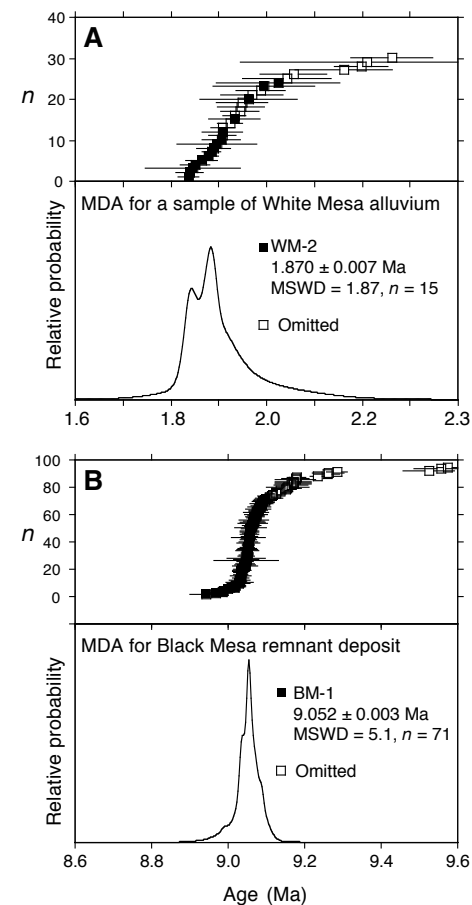 A
40
30
20
10
0
n
MDA for a sample of White Mesa alluvium
Relative probability
WM-2
1.870 ± 0.007 Ma
MSWD = 1.87, n = 15
Omitted
1.6
1.8
2.0
2.2
2.3
B
100
80
60
40
20
0
n
MDA for Black Mesa remnant deposit
Relative probability
BM-1
9.052 ± 0.003 Ma
MSWD = 5.1, n = 71
Omitted
8.6
8.8
9.0
9.2
9.4
9.6
Age (Ma)